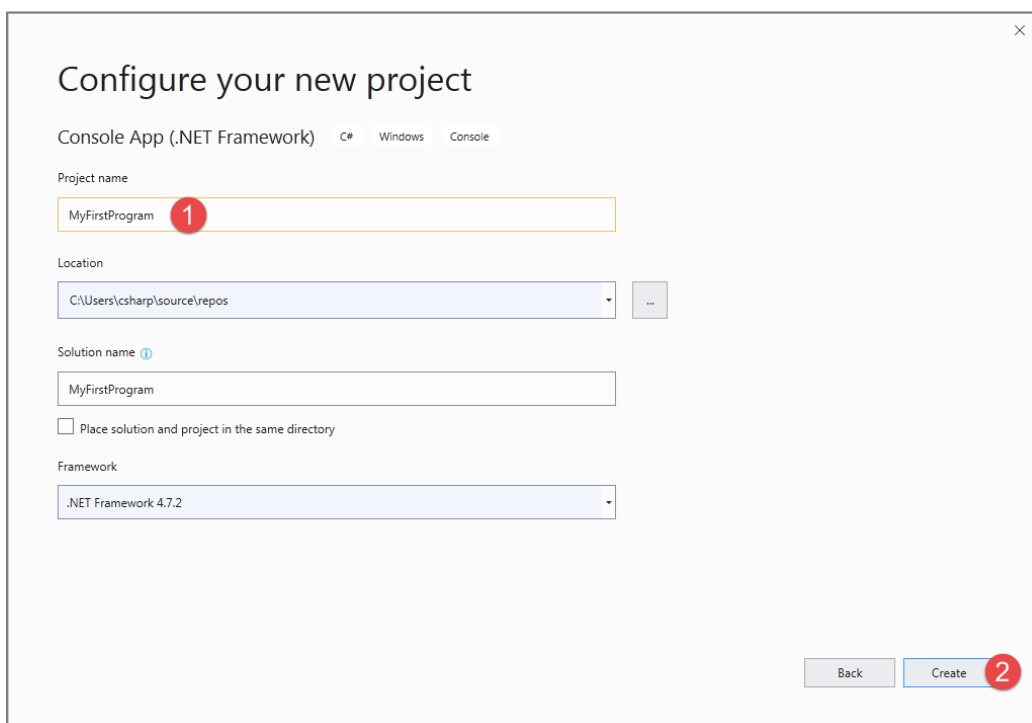 Configure your new project
Console App (.NET Framework) C# Windows Console
Project name
MyFirstProgram 1
Location
C:\Users\csharp\source\repos
...
Solution name
MyFirstProgram
Place solution and project in the same directory
Framework
.NET Framework 4.7.2
Back Create 2